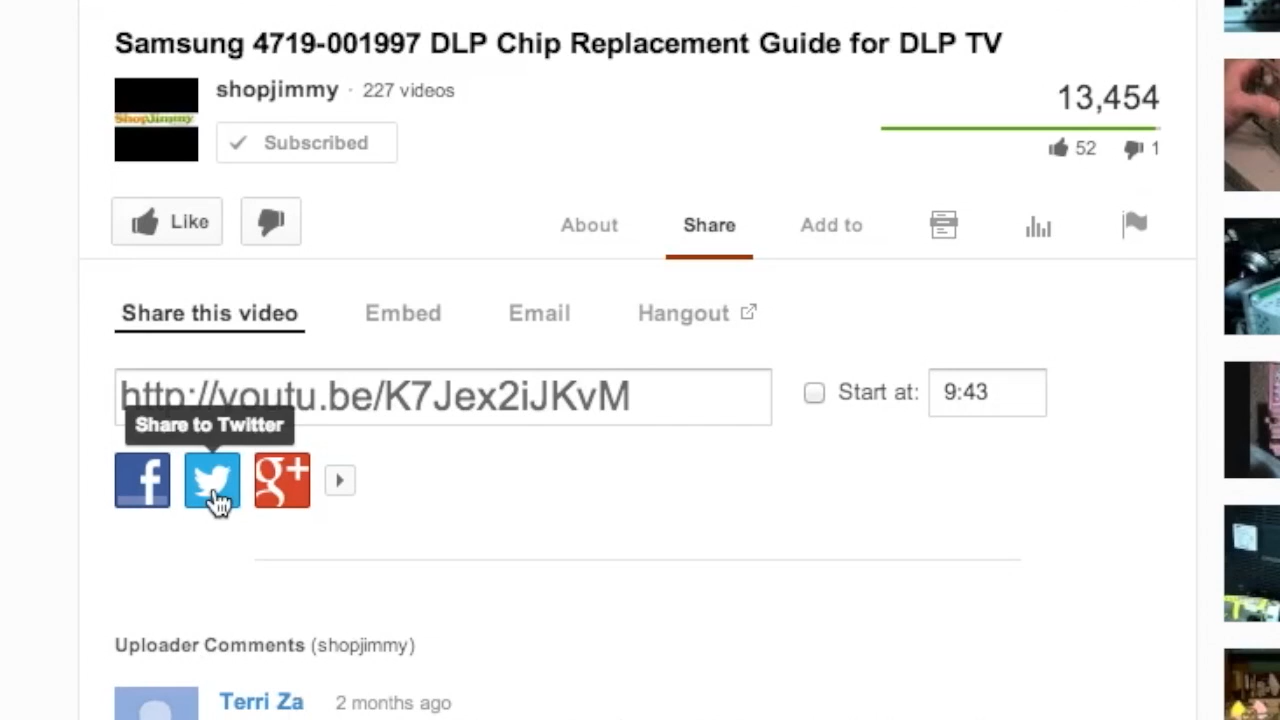 Samsung 4719-001997 DLP Chip Replacement Guide for DLP TV
shopjimmy · 227 videos
ShopJimmy
Subscribed
13,454
52 1
Like
About Share Add to
Share this video Embed Email Hangout
http://youtu.be/K7Jex2iJKvM
Start at: 9:43
Share to Twitter
f g+
Uploader Comments (shopjimmy)
Terri Za 2 months ago